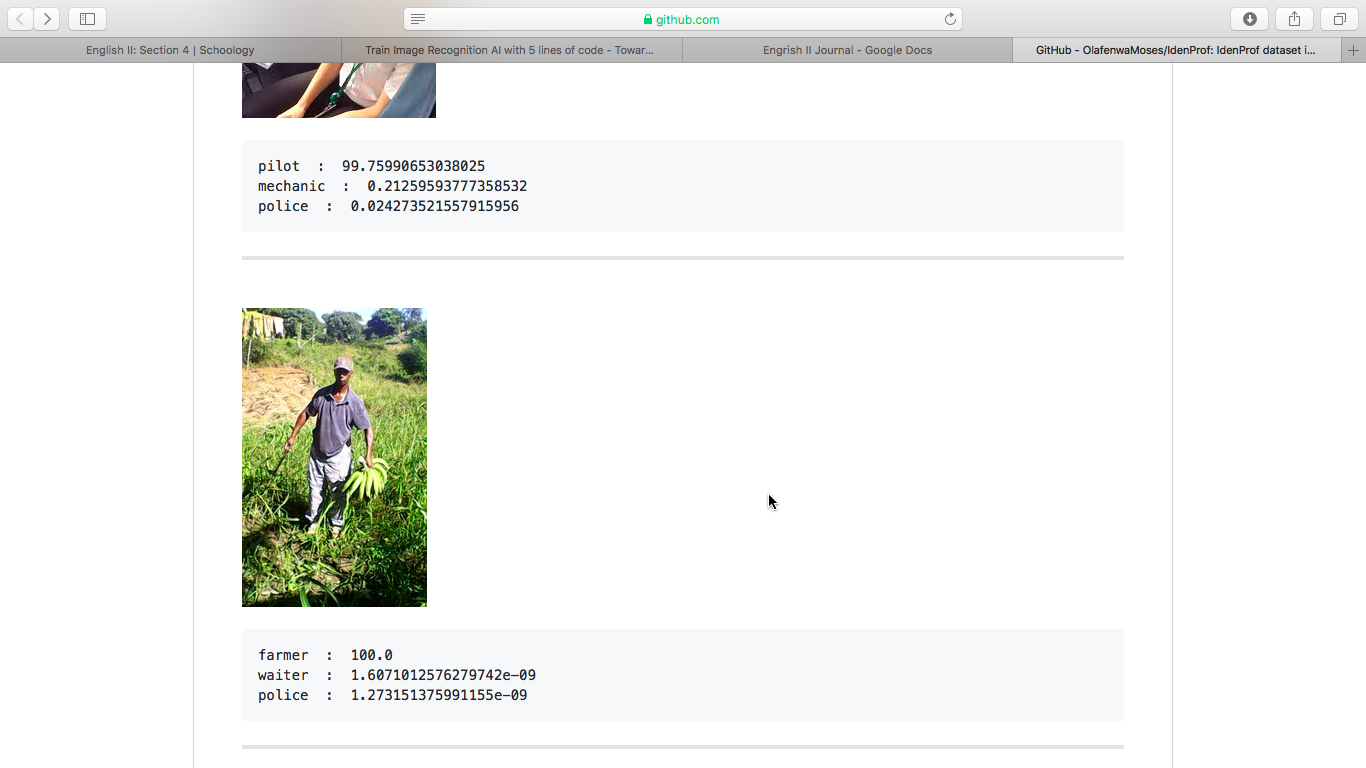 github.com
English II: Section 4 | Schoology
Train Image Recognition AI with 5 lines of code - Towar...
Engrish II Journal - Google Docs
GitHub - OlafenwaMoses/IdenProf: IdenProf dataset i...
pilot : 99.75990653038025
mechanic : 0.21259593777358532
police : 0.024273521557915956
farmer : 100.0
waiter : 1.6071012576279742e-09
police : 1.273151375991155e-09